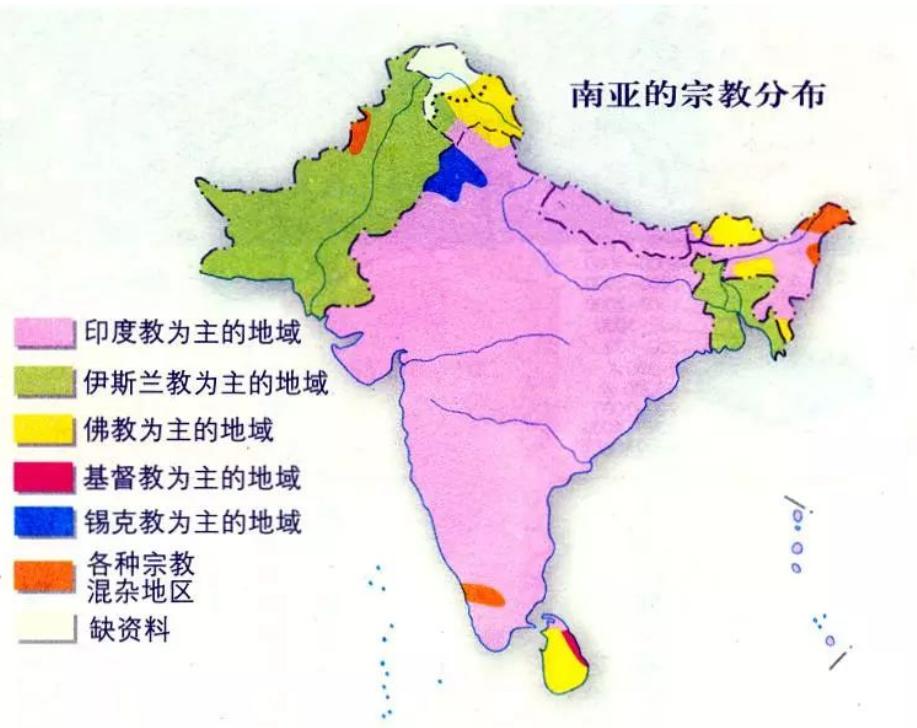 南亚的宗教分布
印度教为主的地域
伊斯兰教为主的地域
佛教为主的地域
基督教为主的地域
锡克教为主的地域
各种宗教
混杂地区
缺资料